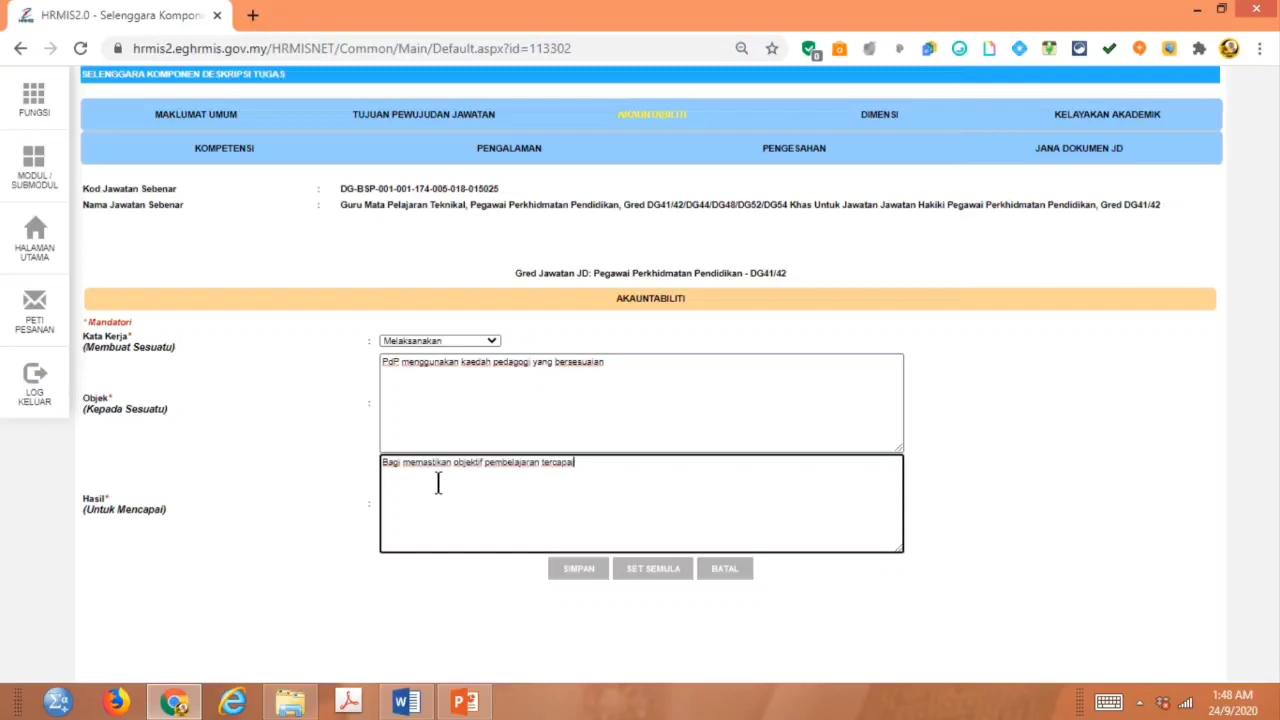 HRMIS2.0 - Selenggara Kompon
hrmis2.eghrmis.gov.my/HRMISNET/Common/Main/Default.aspx?id=113302
0
SELENGGARA KOMPONEN DESKRIPSI TUGAS
FUNGSI
MAKLUMAT UMUM
TUJUAN PEWUJUDAN JAWATAN
AKAUNTABILITI
DIMENSI
KELAYAKAN AKADEMIK
KOMPETENSI
PENGALAMAN
PENGESAHAN
JANA DOKUMEN JD
MODUL /
SUBMODUL
Kod Jawatan Sebenar : DG-BSP-001-001-174-005-018-015025
Nama Jawatan Sebenar : Guru Mata Pelajaran Teknikal, Pegawai Perkhidmatan Pendidikan, Gred DG41/42/DG44/DG48/DG52/DG54 Khas Untuk Jawatan Jawatan Hakiki Pegawai Perkhidmatan Pendidikan, Gred DG41/42
HALAMAN
UTAMA
Gred Jawatan JD: Pegawai Perkhidmatan Pendidikan - DG41/42
AKAUNTABILITI
PETI
PESANAN
*Mandatori
Kata Kerja* : Melaksanakan
(Membuat Sesuatu)
PdP menggunakan kaedah pedagogi yang bersesuaian
LOG
KELUAR
Objek* :
(Kepada Sesuatu)
Bagi memastikan objektif pembelajaran tercapai
Hasil* :
(Untuk Mencapai)
SIMPAN
SET SEMULA
BATAL
1:48 AM
24/9/2020